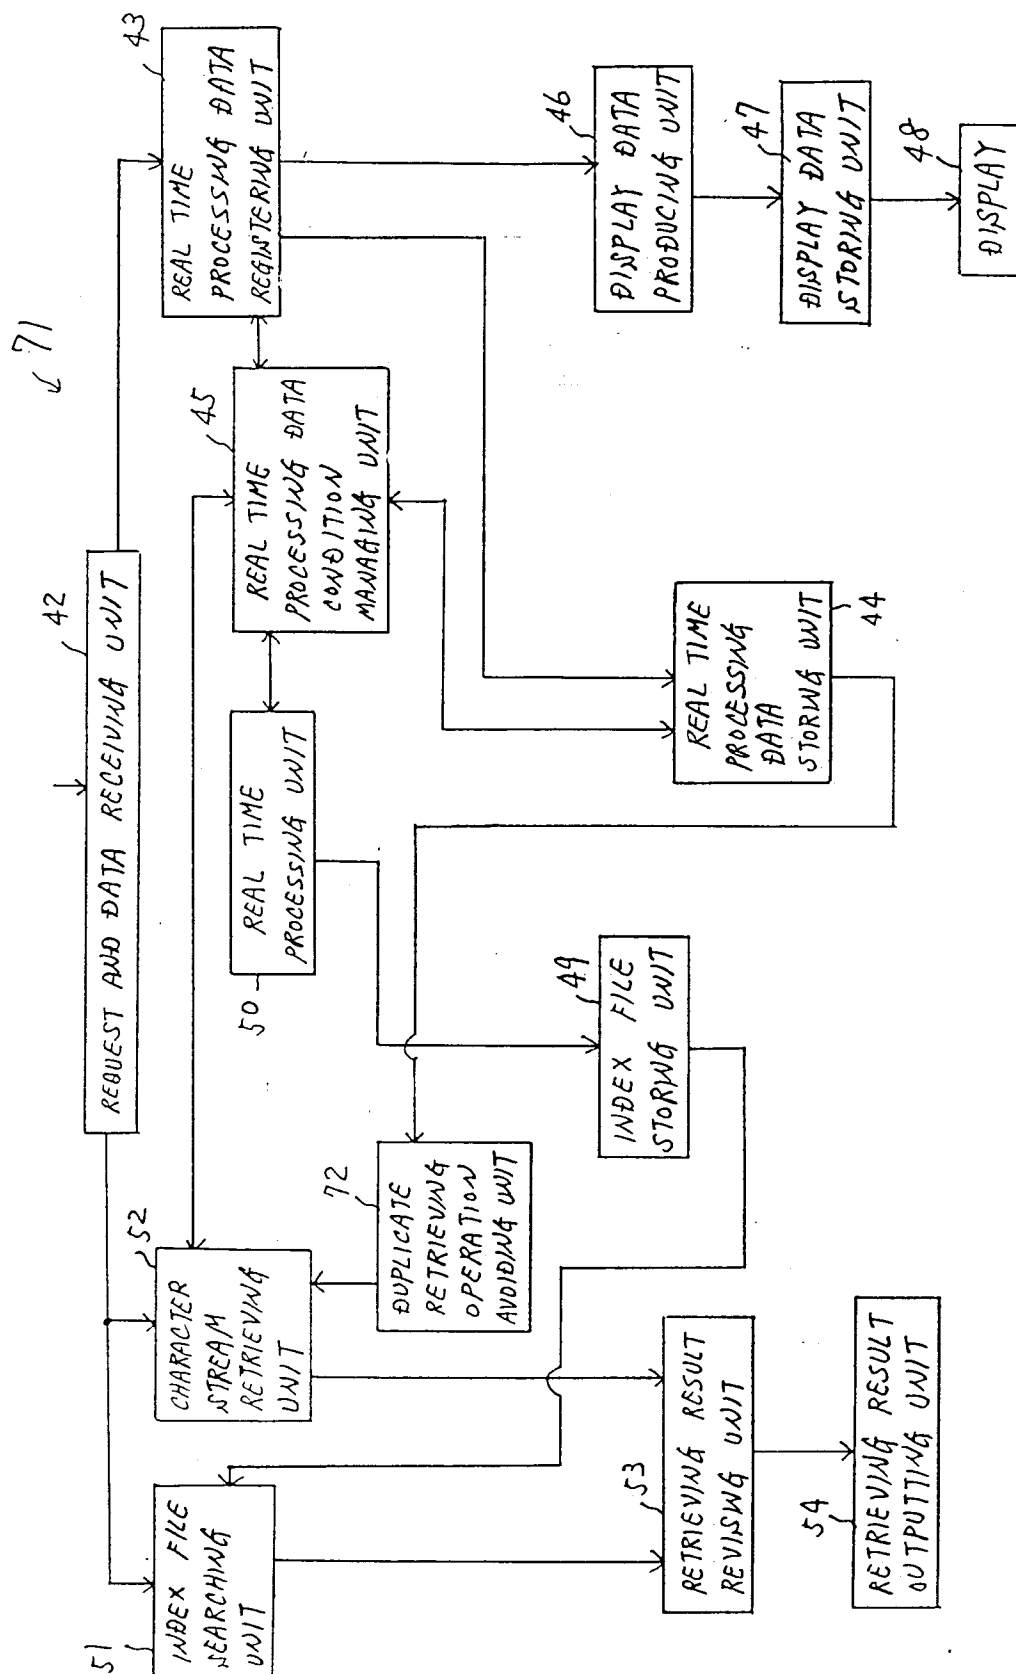 71
42
REQUEST AND DATA RECEIVING UNIT
51
INDEX FILE
SEARCHING
UNIT
52
CHARACTER
STREAM
RETRIEVING
UNIT
50
REAL TIME
PROCESSING UNIT
45
REAL TIME
PROCESSING DATA
CONDITION
MANAGING UNIT
43
REAL TIME
PROCESSING DATA
REGISTERING UNIT
72
DUPLICATE
RETRIEVING
OPERATION
AVOIDING UNIT
49
INDEX FILE
STORING UNIT
44
REAL TIME
PROCESSING
DATA
STORING UNIT
46
DISPLAY DATA
PRODUCING UNIT
53
RETRIEVING RESULT
REVISING UNIT
47
DISPLAY DATA
STORING UNIT
54
RETRIEVING RESULT
OUTPUTTING UNIT
48
DISPLAY